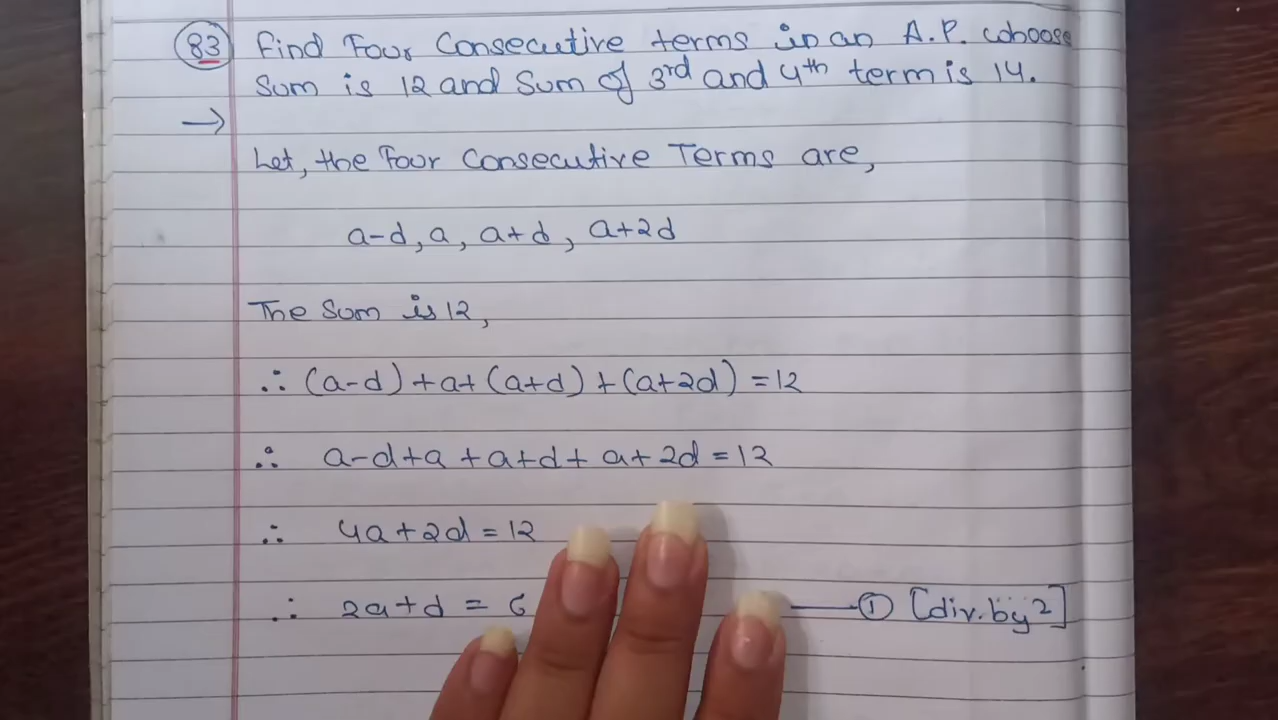 83 Find Four Consecutive terms in an A.P. whoose
Sum is 12 and Sum of 3rd and 4th term is 14.
→
Let, the Four Consecutive Terms are,
a-d, a, a+d, a+2d
The Sum is 12,
∴ (a-d) + a + (a+d) + (a+2d) = 12
∴ a-d+a + a+d + a+2d = 12
∴ 4a+2d = 12
∴ 2a+d = 6 — ① [div. by 2]